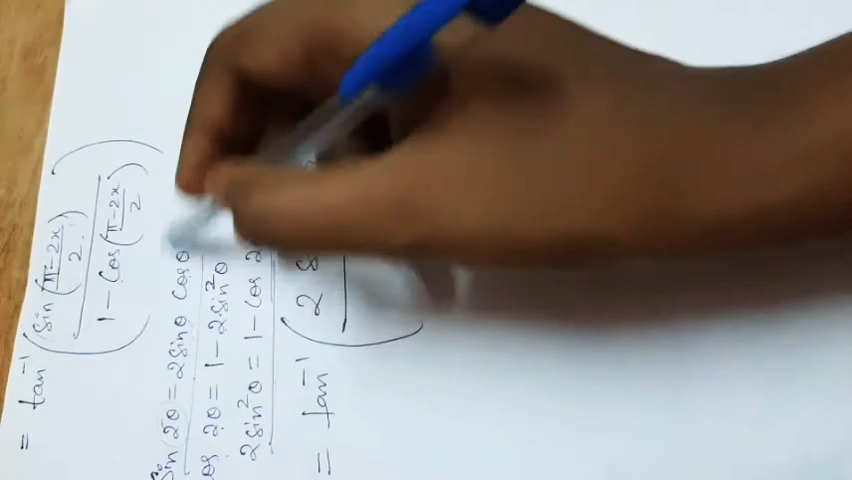 = tan⁻¹ ( sin((π-2x)/2) / (1 - cos((π-2x)/2)) )
sin 2θ = 2sinθ cosθ
cos 2θ = 1 - 2sin²θ
2sin²θ = 1 - cos
= tan⁻¹ ( 2